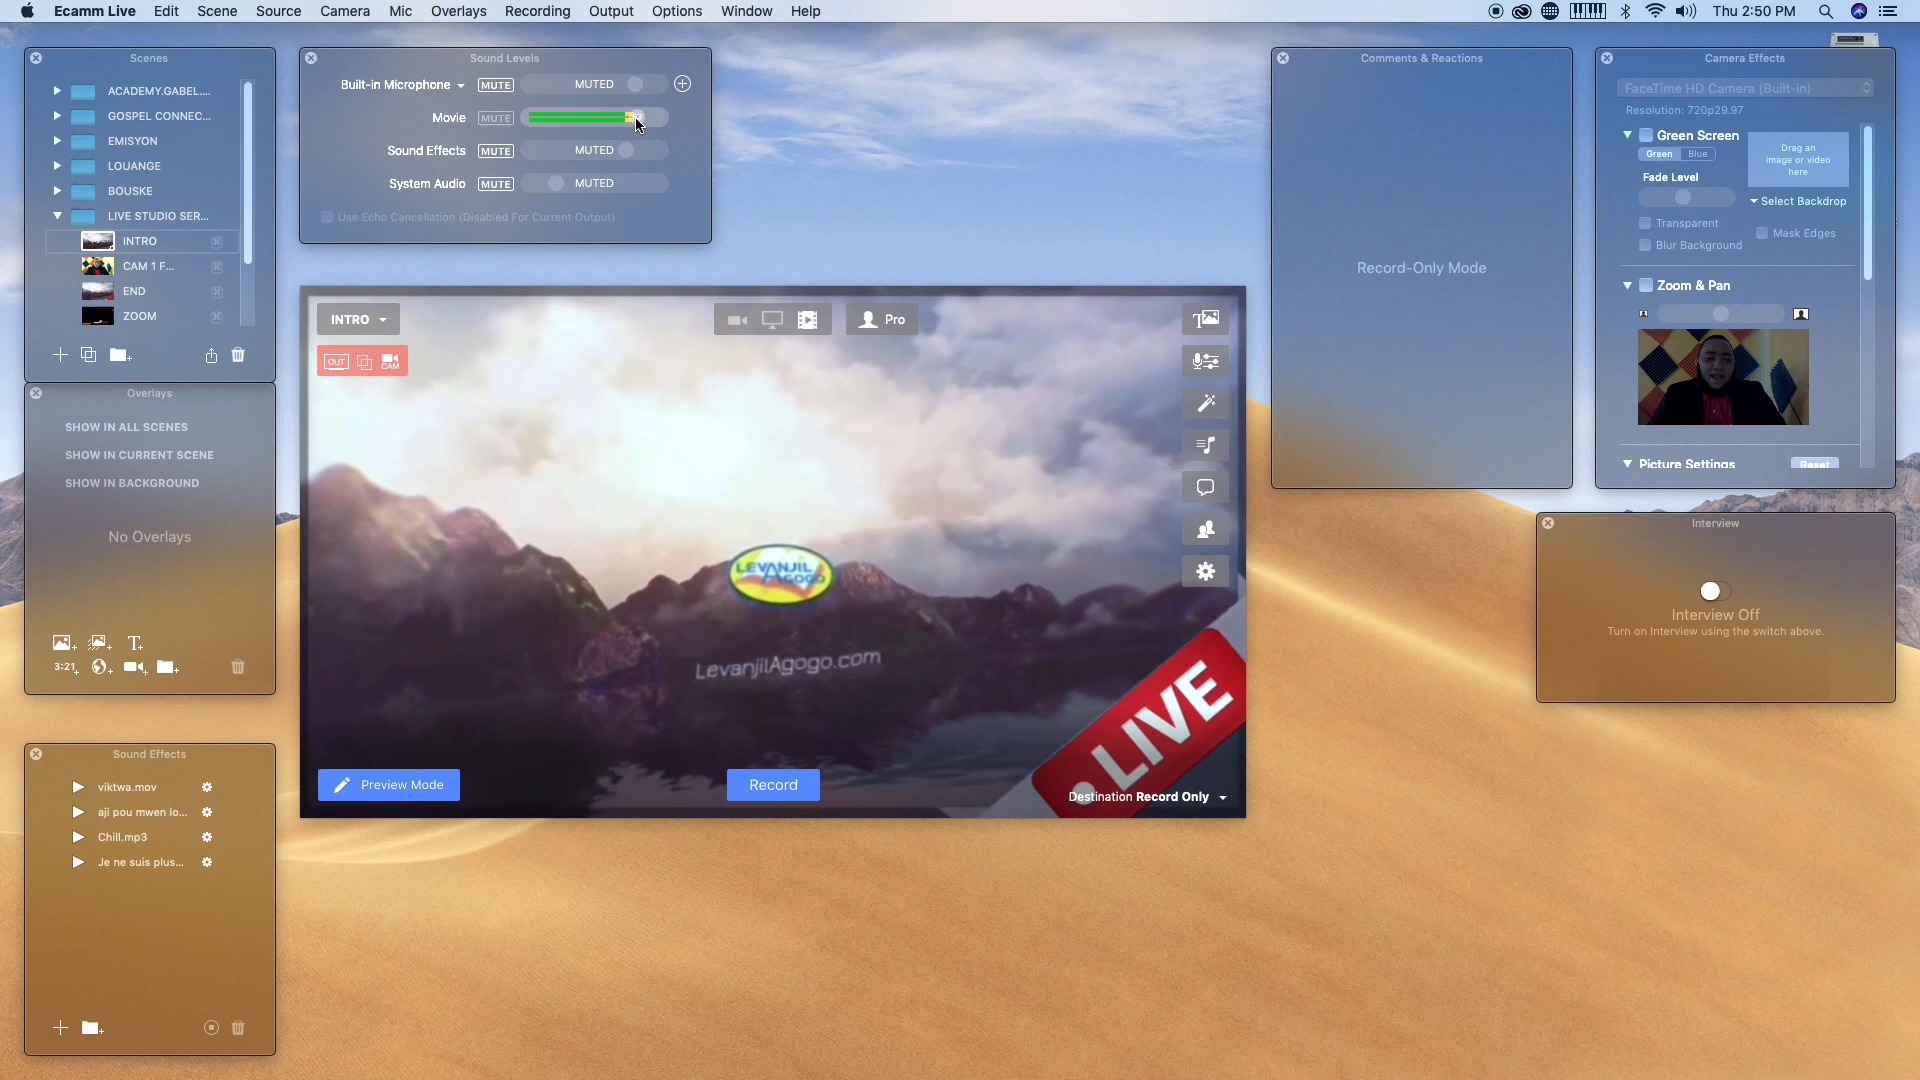 Ecamm Live Edit Scene Source Camera Mic Overlays Recording Output Options Window Help
Thu 2:50 PM
Scenes
ACADEMY.GABEL....
GOSPEL CONNEC...
EMISYON
LOUANGE
BOUSKE
LIVE STUDIO SER...
INTRO
CAM 1 F...
END
ZOOM
Overlays
SHOW IN ALL SCENES
SHOW IN CURRENT SCENE
SHOW IN BACKGROUND
No Overlays
T+
3:21+
Sound Effects
viktwa.mov
aji pou mwen lo...
Chill.mp3
Je ne suis plus...
Sound Levels
Built-in Microphone MUTE MUTED
Movie MUTE
Sound Effects MUTE MUTED
System Audio MUTE MUTED
Use Echo Cancellation (Disabled For Current Output)
INTRO
Pro
T
OUT
CAM
LEVANJIL
AGOGO
LevanjilAgogo.com
LIVE
Preview Mode
Record
Destination Record Only
Comments & Reactions
Record-Only Mode
Camera Effects
FaceTime HD Camera (Built-in)
Resolution: 720p29.97
Green Screen
Green Blue
Drag an
image or video
here
Fade Level
Select Backdrop
Transparent
Mask Edges
Blur Background
Zoom & Pan
Picture Settings Reset
Interview
Interview Off
Turn on Interview using the switch above.